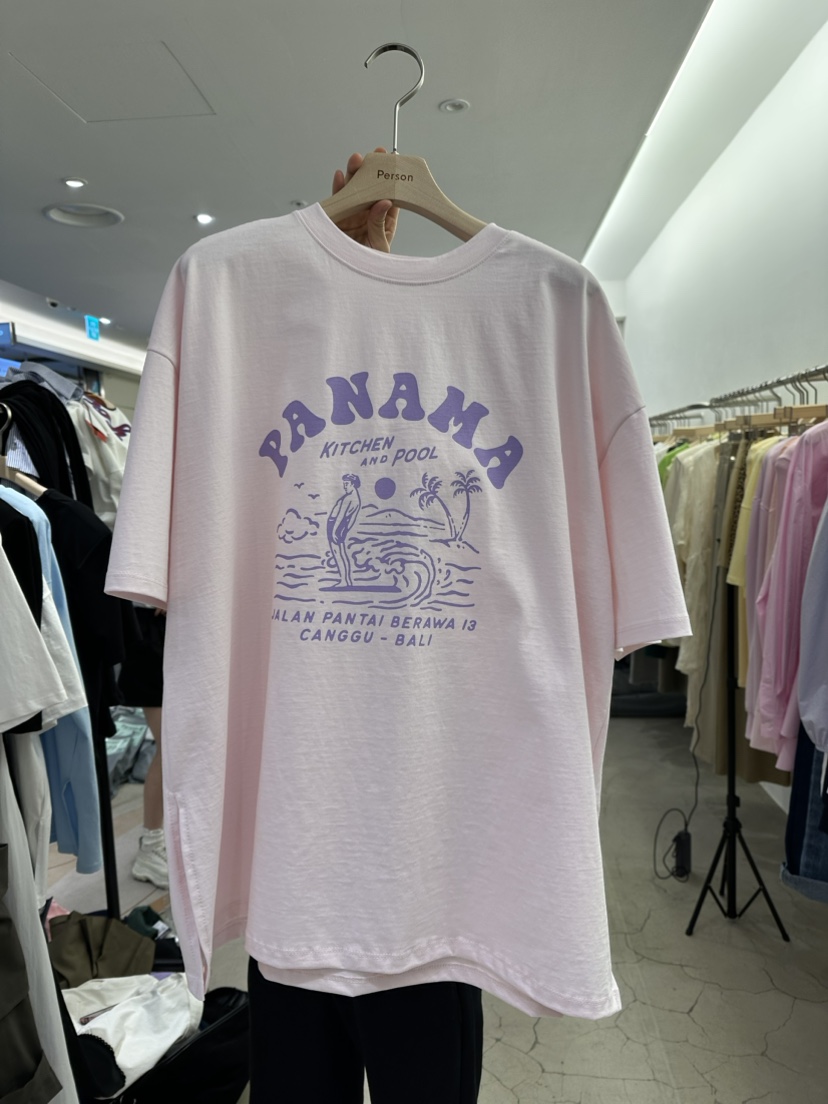 Person
PANAMA
KITCHEN
AND POOL
JALAN PANTAI BERAWA 13
CANGGU - BALI